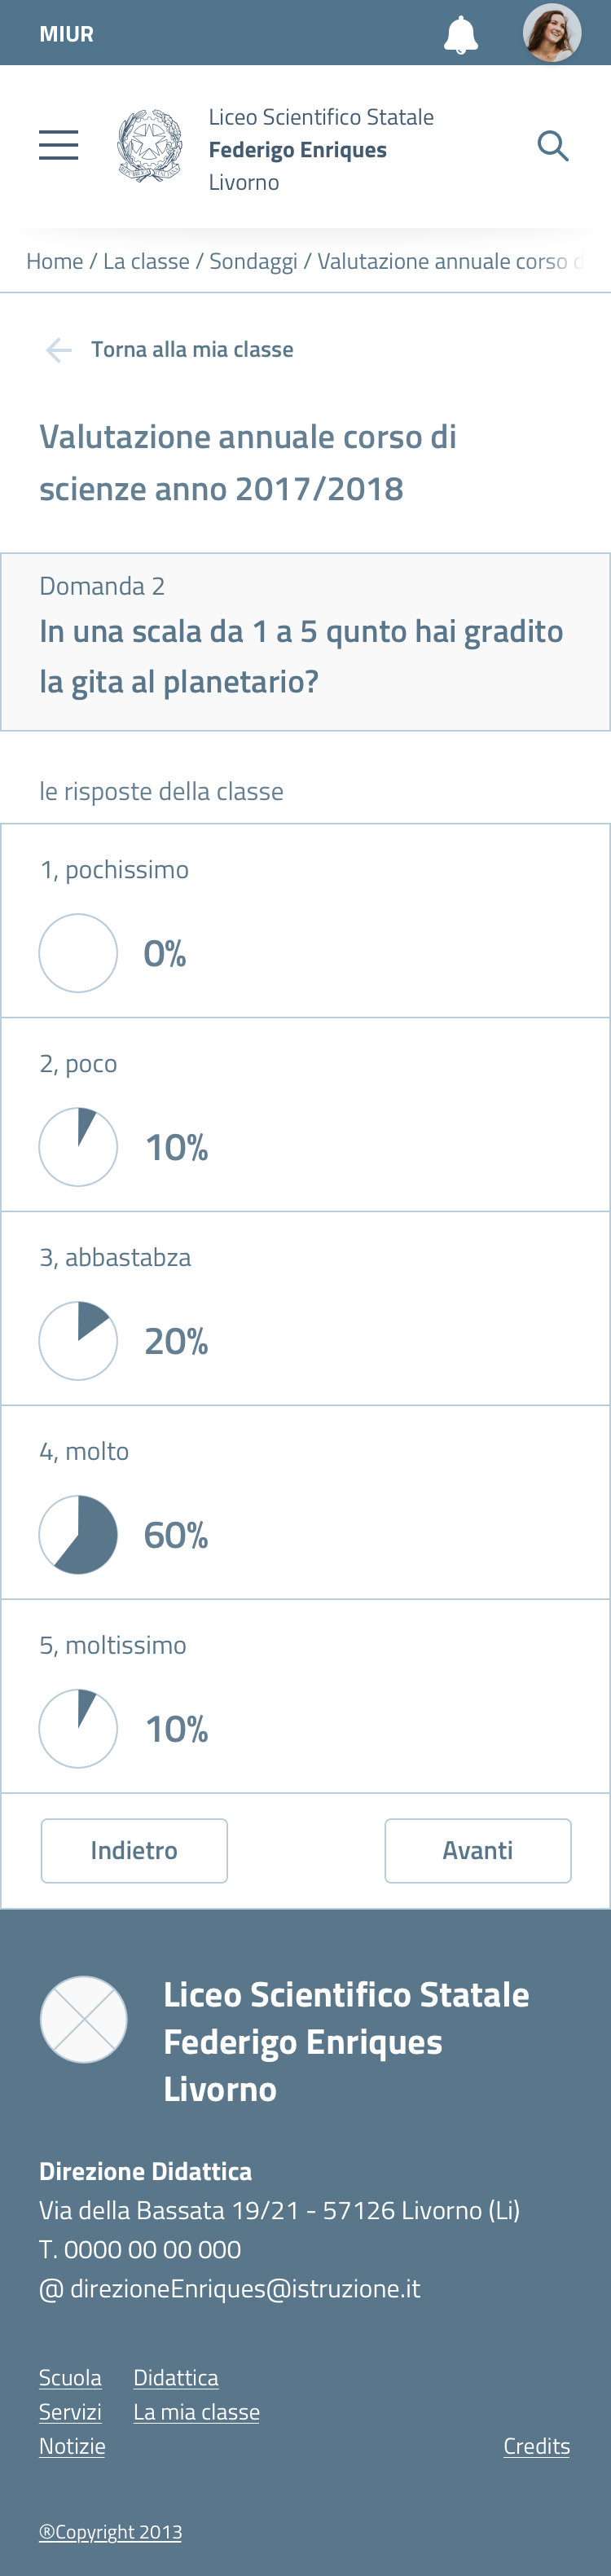 MIUR
Liceo Scientifico Statale
Federigo Enriques
Livorno
Home / La classe / Sondaggi / Valutazione annuale corso d
Torna alla mia classe
Valutazione annuale corso di
scienze anno 2017/2018
Domanda 2
In una scala da 1 a 5 qunto hai gradito
la gita al planetario?
le risposte della classe
1, pochissimo
0%
2, poco
10%
3, abbastabza
20%
4, molto
60%
5, moltissimo
10%
Indietro Avanti
Liceo Scientifico Statale
Federigo Enriques
Livorno
Direzione Didattica
Via della Bassata 19/21 - 57126 Livorno (Li)
T. 0000 00 00 000
@ direzioneEnriques@istruzione.it
Scuola Didattica
Servizi La mia classe
Notizie Credits
®Copyright 2013